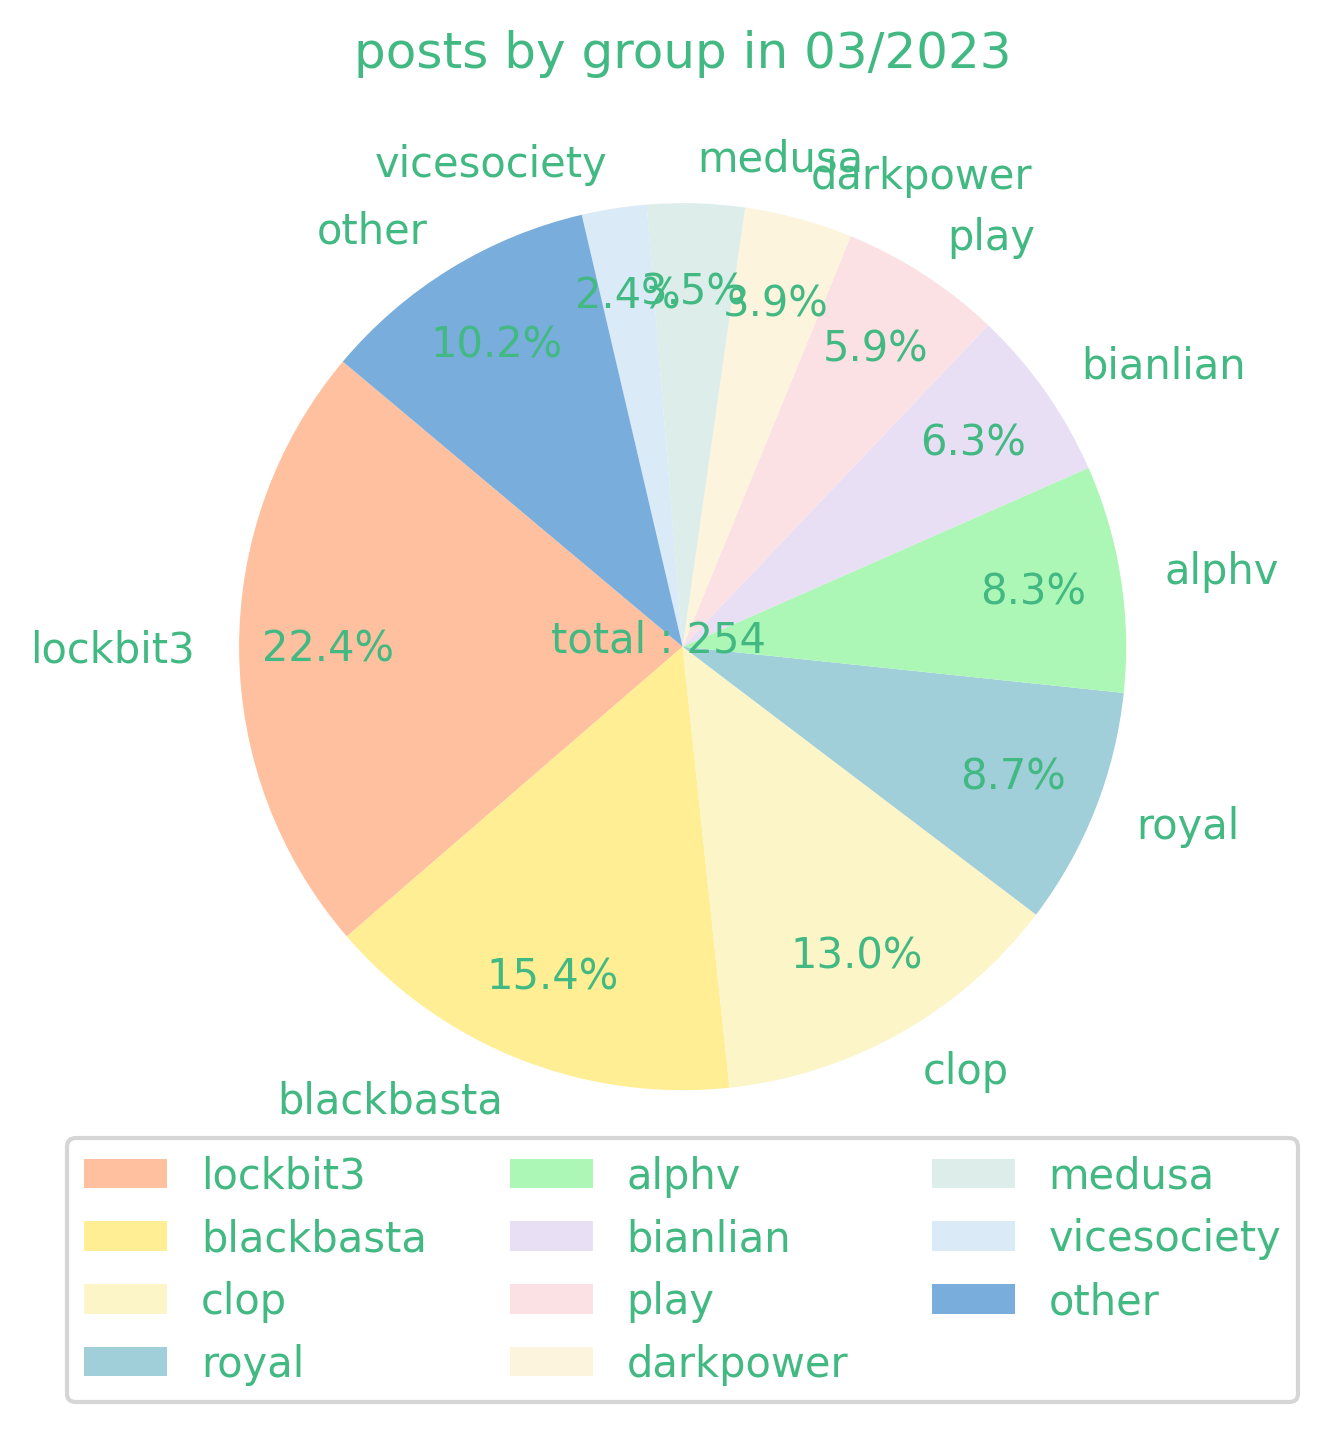 posts by group in 03/2023
medusa
vicesociety
darkpower
other
play
2.4%
3.5%
3.9%
10.2%
5.9%
bianlian
6.3%
alphv
8.3%
total : 254
lockbit3
22.4%
8.7%
royal
13.0%
15.4%
clop
blackbasta
lockbit3
blackbasta
clop
royal
alphv
bianlian
play
darkpower
medusa
vicesociety
other